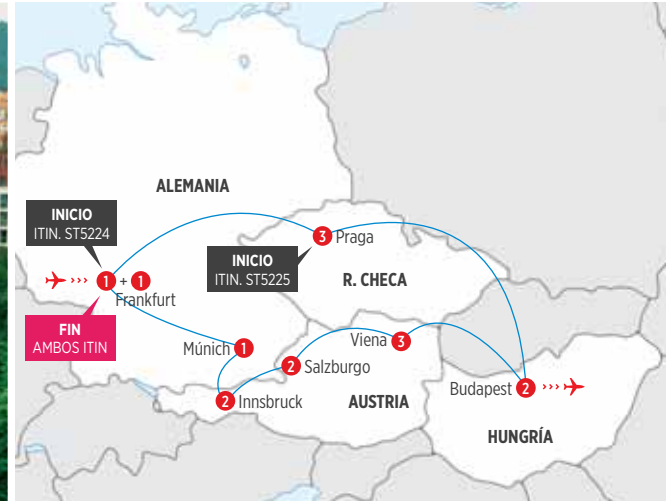 ALEMANIA
INICIO
ITIN. ST5224
3 Praga
INICIO
ITIN. ST5225
R. CHECA
››› 1 + 1
Frankfurt
FIN
AMBOS ITIN
Múnich 1
Viena 3
2 Salzburgo
Budapest 2 ›››
2 Innsbruck
AUSTRIA
HUNGRÍA